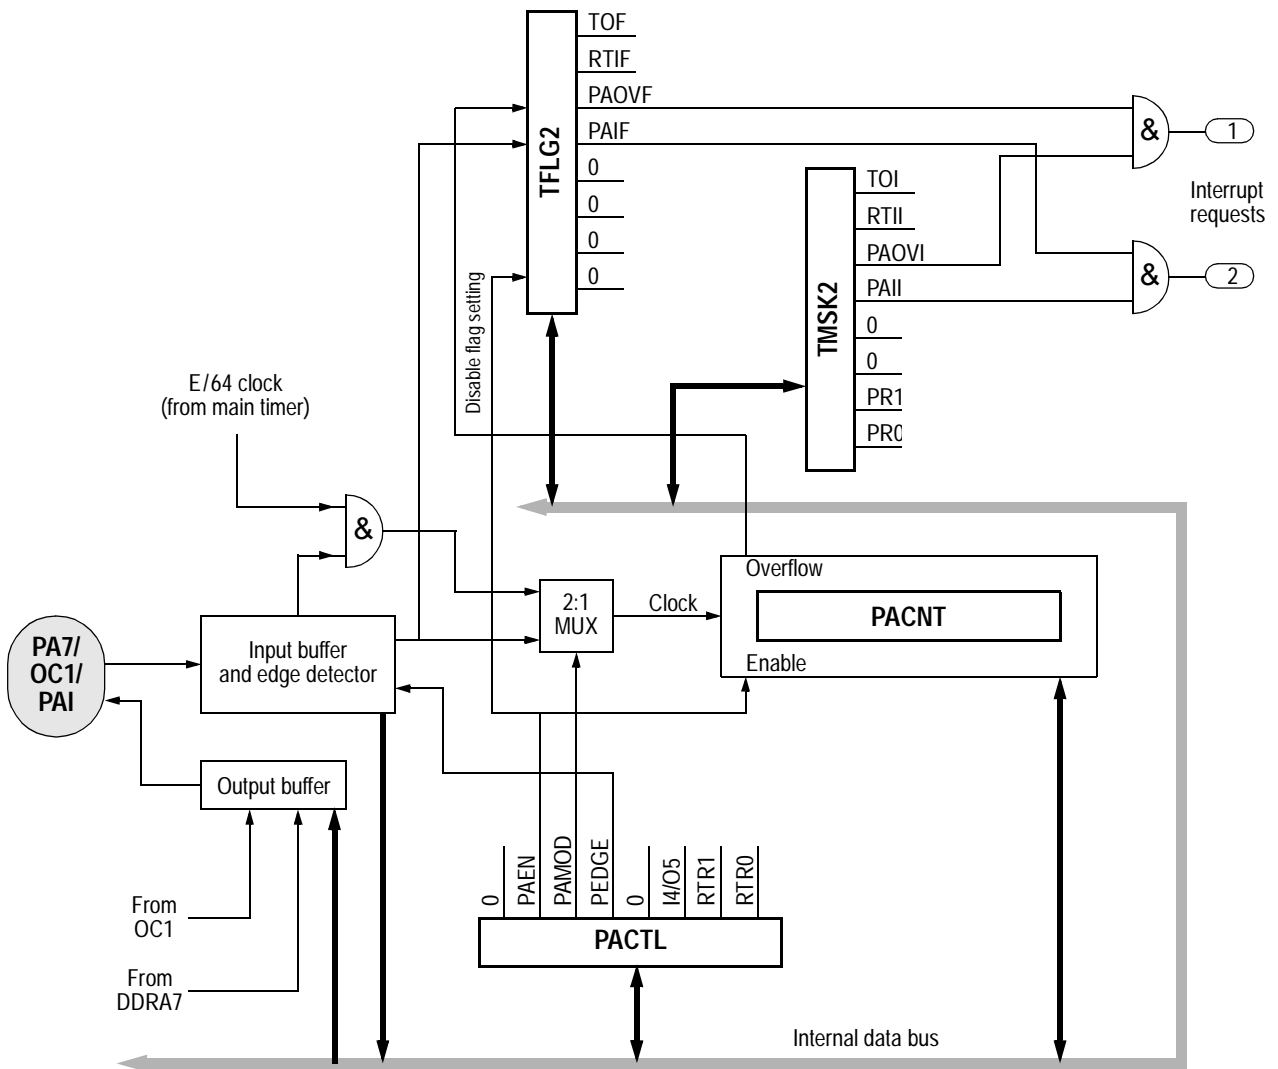 TOF
RTIF
PAOVF
PAIF
0
0
0
0
TFLG2
&
1
Interrupt
requests
&
2
TOI
RTII
PAOVI
PAII
0
0
PR1
PR0
TMSK2
Disable flag setting
E/64 clock
(from main timer)
&
2:1
MUX
Clock
Overflow
PACNT
Enable
PA7/
OC1/
PAI
Input buffer
and edge detector
Output buffer
From
OC1
From
DDRA7
0
PAEN
PAMOD
PEDGE
0
I4/O5
RTR1
RTR0
PACTL
Internal data bus